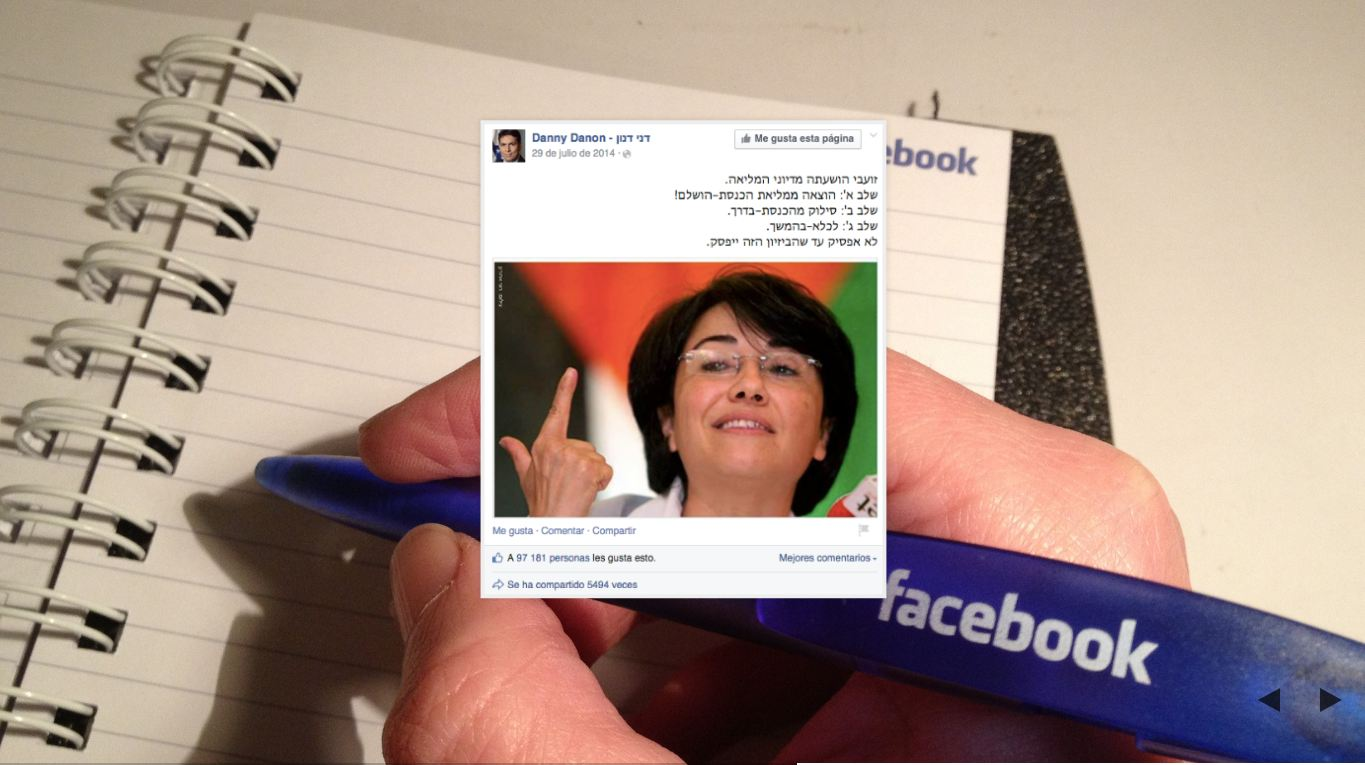 ebook
Danny Danon - דני דנון
Me gusta esta página
29 de julio de 2014 ·
זועבי הושעתה מדיוני המליאה.
שלב א': הוצאה ממליאת הכנסת-הושלם!
שלב ב': סילוק מהכנסת-בדרך.
שלב ג': לכלא-בהמשך.
לא אפסיק עד שהביזיון הזה ייפסק.
Me gusta · Comentar · Compartir
A 97 181 personas les gusta esto.
Mejores comentarios
Se ha compartido 5494 veces
facebook